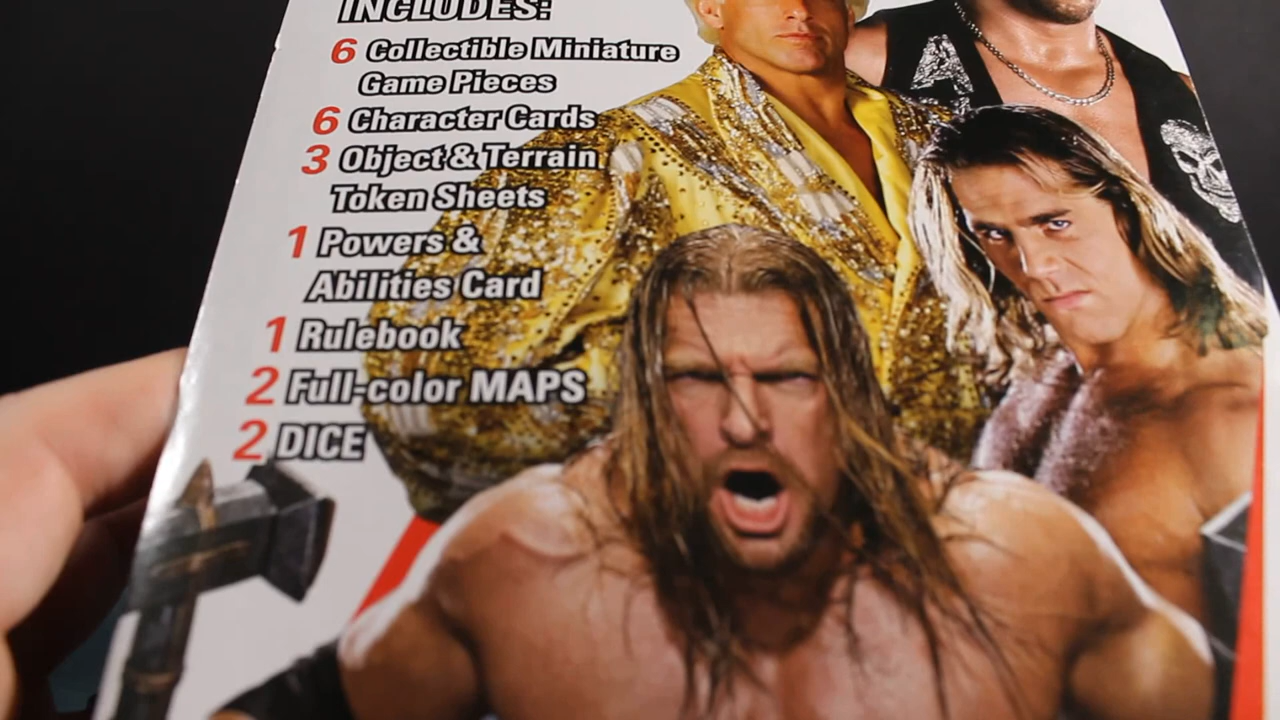 INCLUDES:
6 Collectible Miniature
Game Pieces
6 Character Cards
3 Object & Terrain
Token Sheets
1 Powers &
Abilities Card
1 Rulebook
2 Full-color MAPS
2 DICE
A